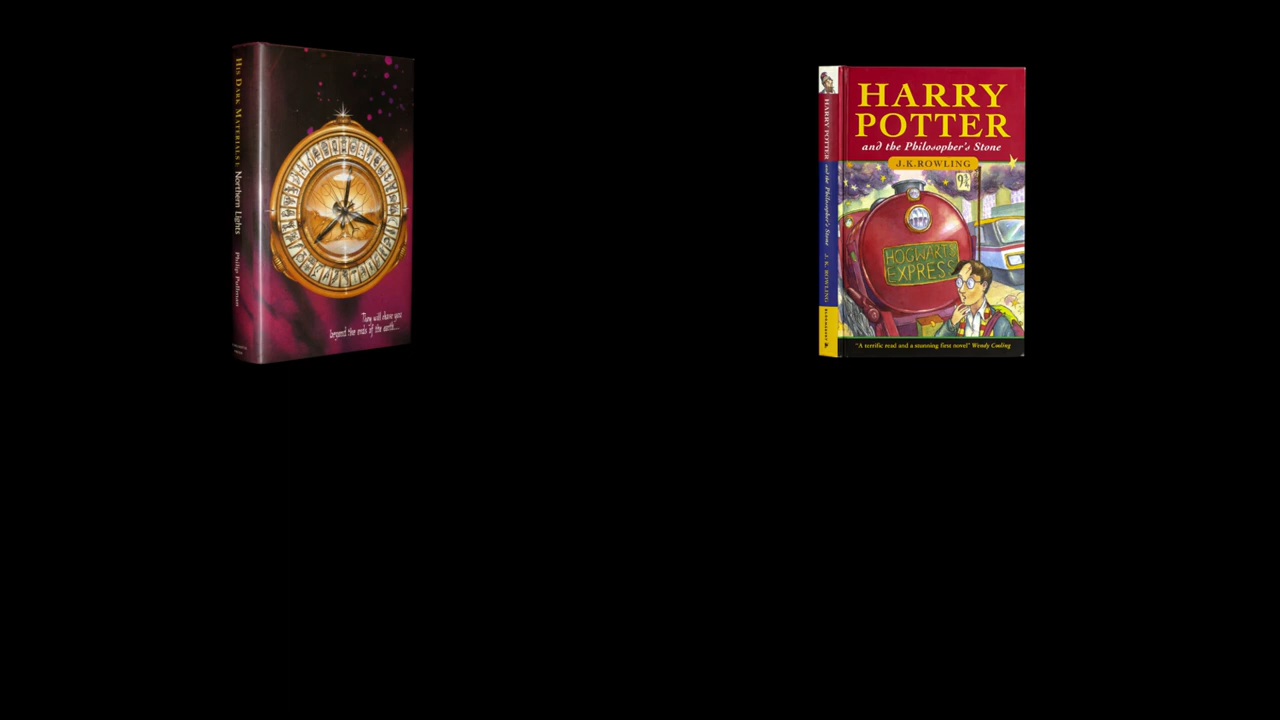 His Dark Materials I: Northern Lights Philip Pullman
They will drive you
beyond the ends of the earth...
HARRY POTTER and the Philosopher's Stone J. K. ROWLING BLOOMSBURY
HARRY
POTTER
and the Philosopher's Stone
J.K.ROWLING
9¾
HOGWARTS
EXPRESS
"A terrific read and a stunning first novel" Wendy Cooling